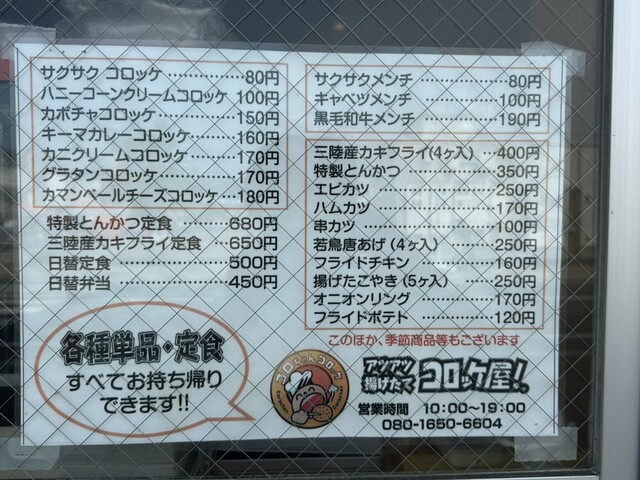 サクサク コロッケ ……………80円
ハニーコーンクリームコロッケ 100円
カボチャコロッケ……………150円
キーマカレーコロッケ………160円
カニクリームコロッケ………170円
グラタンコロッケ……………170円
カマンベールチーズコロッケ…180円
特製とんかつ定食 ………680円
三陸産カキフライ定食 …650円
日替定食 …………………500円
日替弁当 …………………450円
各種単品・定食
すべてお持ち帰り
できます!!
サクサクメンチ ……………80円
キャベツメンチ ……………100円
黒毛和牛メンチ ……………190円
三陸産カキフライ(4ヶ入) …400円
特製とんかつ ………………350円
エビカツ ……………………250円
ハムカツ ……………………170円
串カツ ………………………100円
若鳥唐あげ (4ヶ入) ………250円
フライドチキン ……………160円
揚げたこやき (5ヶ入) ……250円
オニオンリング ……………170円
フライドポテト ……………120円
このほか、季節商品等もございます
コロちゃんコロッケ
アツアツ
揚げたて
コロッケ屋!
営業時間 10:00～19:00
080-1650-6604